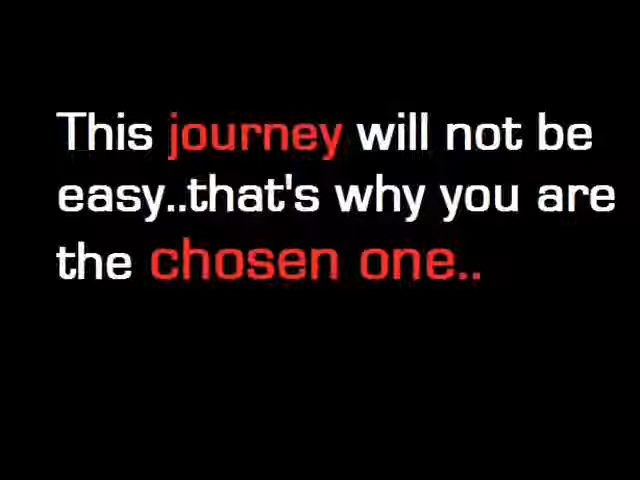 This journey will not be
easy..that's why you are
the chosen one..